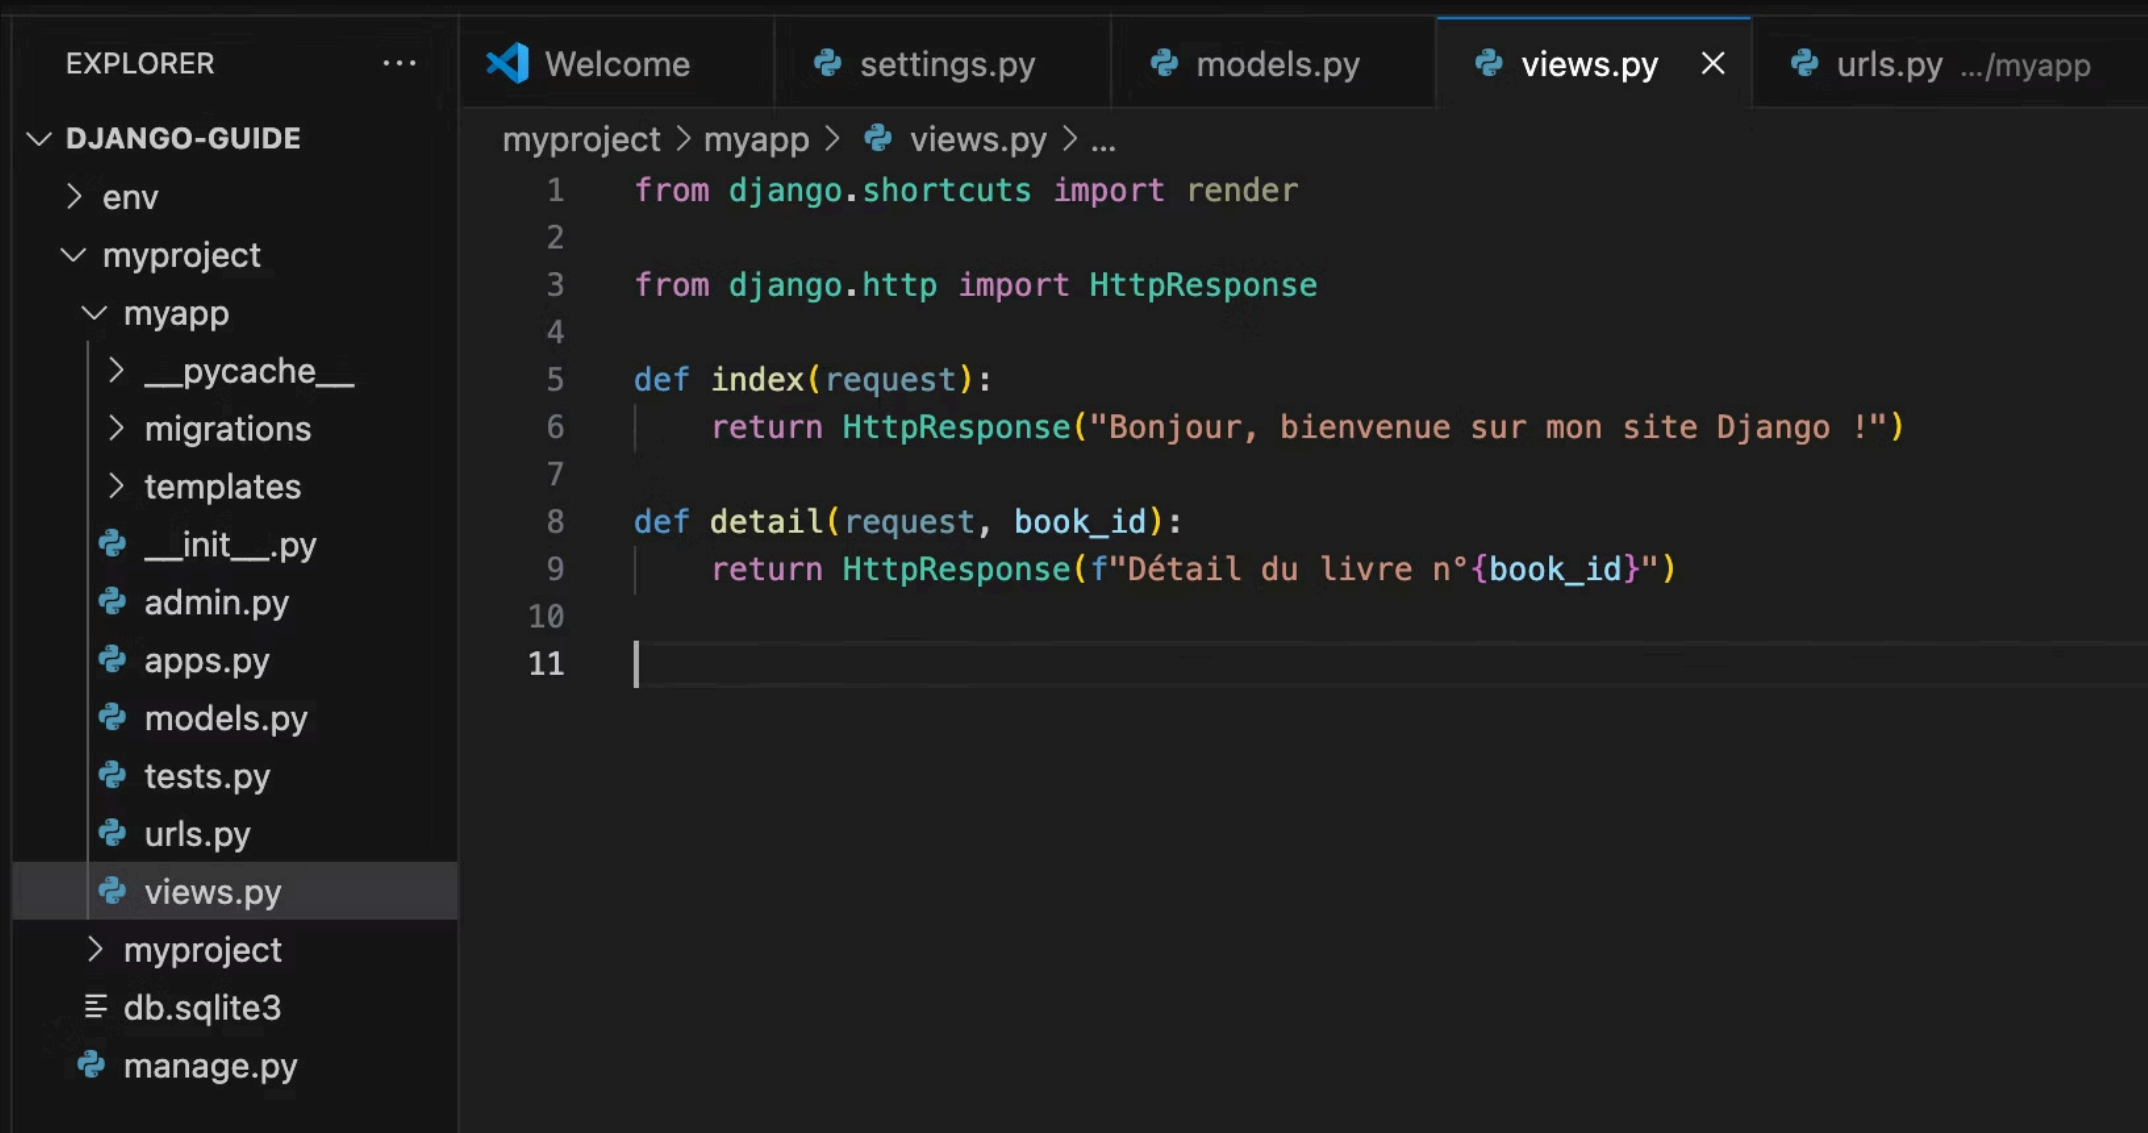 EXPLORER ...
DJANGO-GUIDE
env
myproject
myapp
__pycache__
migrations
templates
__init__.py
admin.py
apps.py
models.py
tests.py
urls.py
views.py
myproject
db.sqlite3
manage.py
Welcome settings.py models.py views.py urls.py .../myapp
myproject > myapp > views.py > ...
1 from django.shortcuts import render
2
3 from django.http import HttpResponse
4
5 def index(request):
6     return HttpResponse("Bonjour, bienvenue sur mon site Django !")
7
8 def detail(request, book_id):
9     return HttpResponse(f"Détail du livre n°{book_id}")
10
11